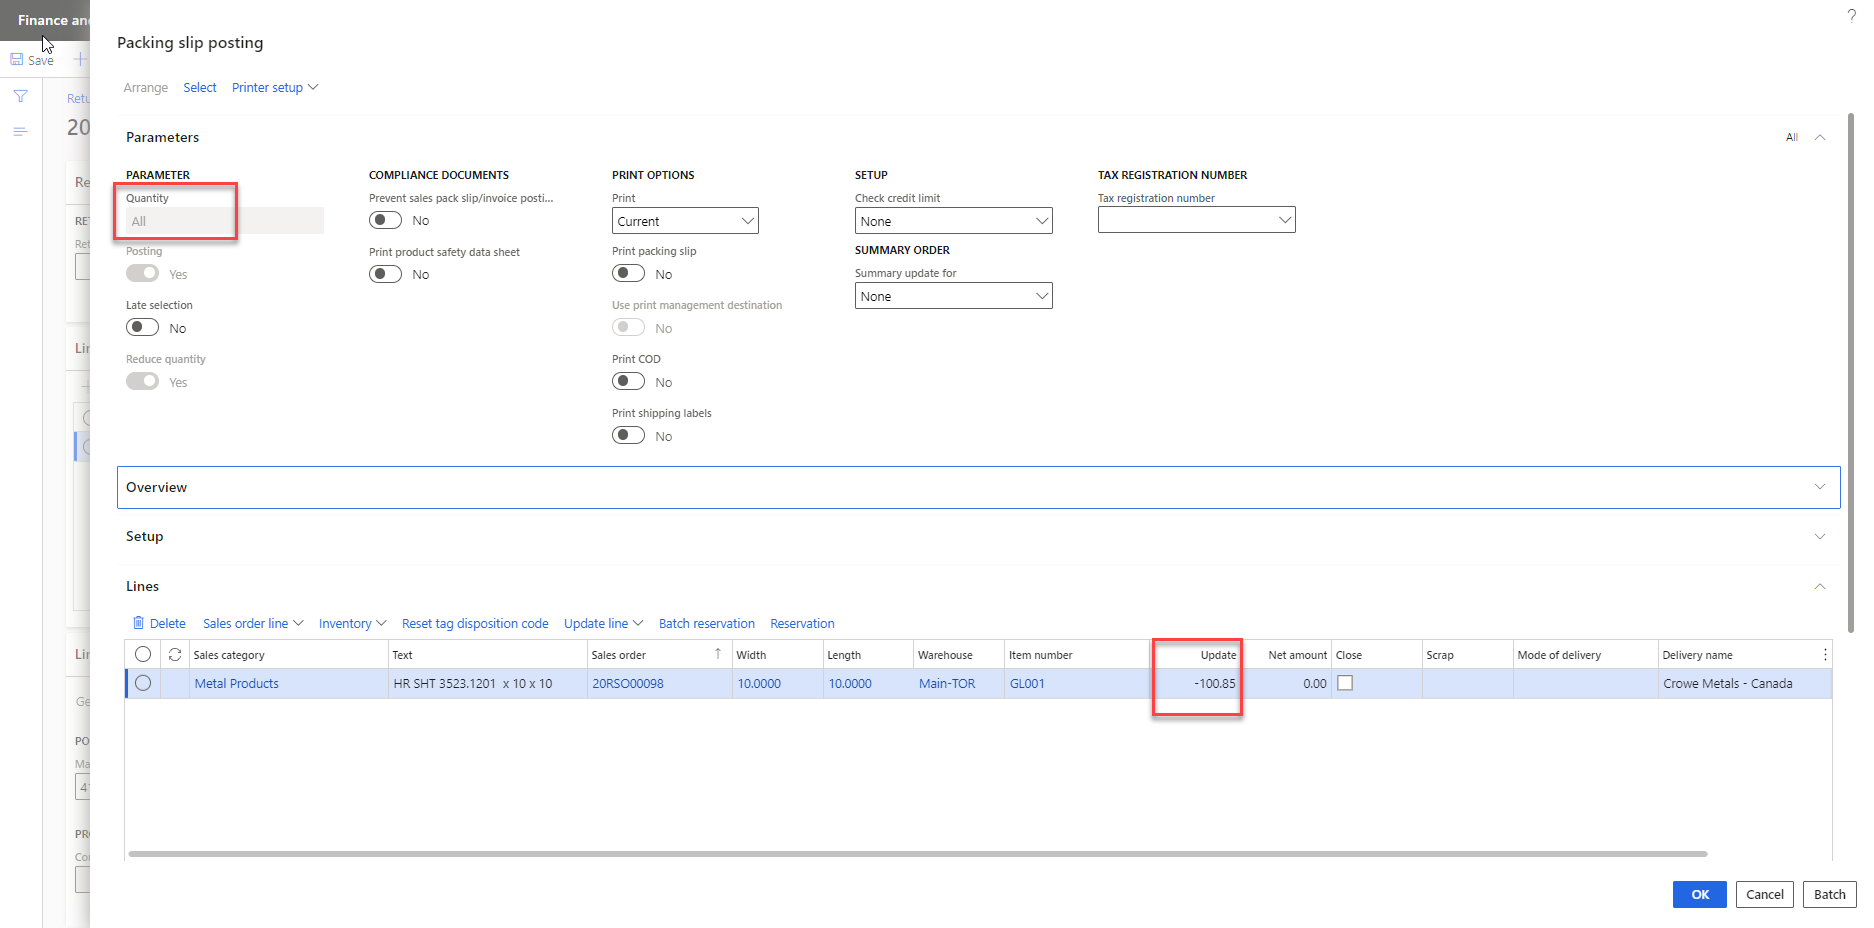 Finance and
?
Packing slip posting
Save
Arrange Select Printer setup
Retu
20
Parameters All
PARAMETER COMPLIANCE DOCUMENTS PRINT OPTIONS SETUP TAX REGISTRATION NUMBER
Re
Quantity Prevent sales pack slip/invoice posti... Print Check credit limit Tax registration number
All No Current None
RET
Ret
Posting Print product safety data sheet Print packing slip SUMMARY ORDER
Yes No No Summary update for
None
Late selection Use print management destination
No No
Lin
Reduce quantity Print COD
Yes No
Print shipping labels
No
Overview
Setup
Lines
Delete Sales order line Inventory Reset tag disposition code Update line Batch reservation Reservation
Lin
Sales category Text Sales order Width Length Warehouse Item number Update Net amount Close Scrap Mode of delivery Delivery name
Metal Products HR SHT 3523.1201 x 10 x 10 20RSO00098 10.0000 10.0000 Main-TOR GL001 -100.85 0.00 Crowe Metals - Canada
Ge
PO
Ma
41
PRO
Cou
OK Cancel Batch